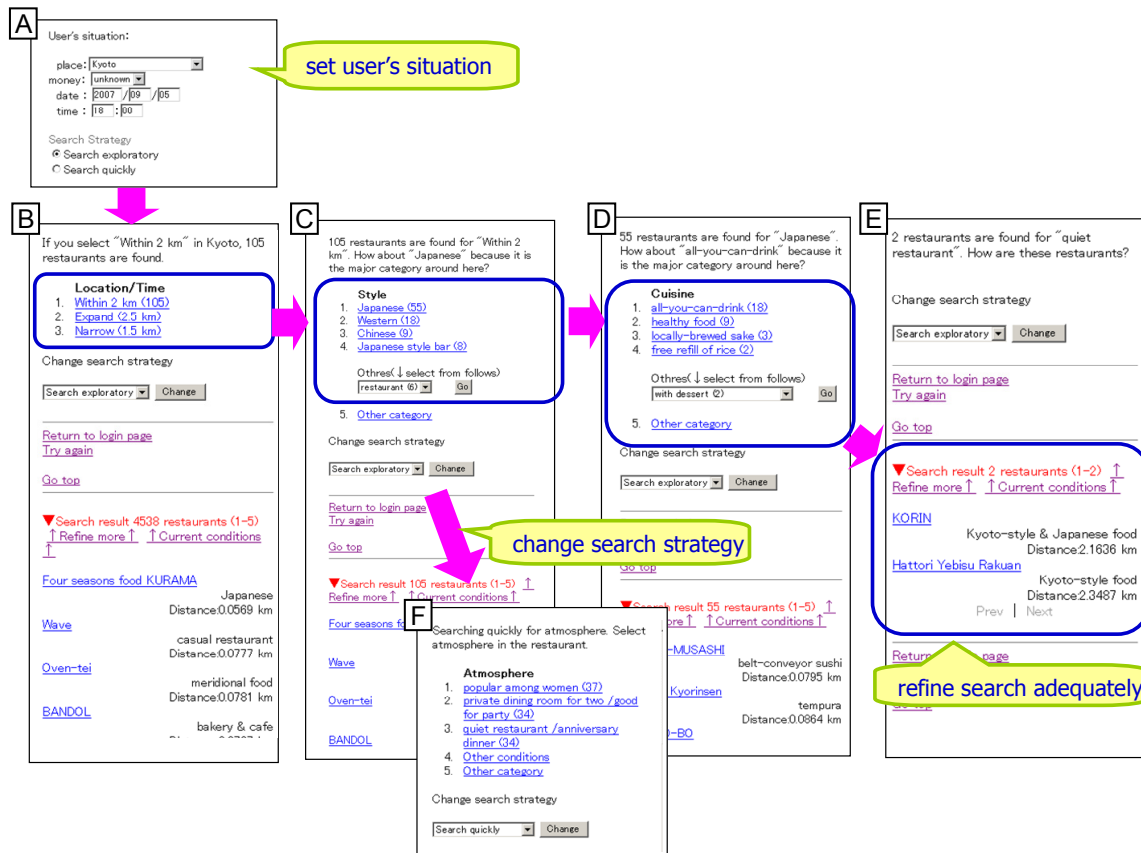 A
User's situation:
place: Kyoto
money: unknown
date : 2007 /09 /05
time : 18 :00
Search Strategy
Search exploratory
Search quickly
set user's situation
B
If you select "Within 2 km" in Kyoto, 105
restaurants are found.
Location/Time
1. Within 2 km (105)
2. Expand (2.5 km)
3. Narrow (1.5 km)
Change search strategy
Search exploratory Change
Return to login page
Try again
Go top
▼Search result 4538 restaurants (1-5)
↑Refine more↑ ↑Current conditions
↑
Four seasons food KURAMA
Japanese
Distance:0.0569 km
Wave
casual restaurant
Distance:0.0777 km
Oven-tei
meridional food
Distance:0.0781 km
BANDOL
bakery & cafe
C
105 restaurants are found for "Within 2
km". How about "Japanese" because it
is the major category around here?
Style
1. Japanese (55)
2. Western (18)
3. Chinese (9)
4. Japanese style bar (8)
Othres(↓select from follows)
restaurant (6) Go
5. Other category
Change search strategy
Search exploratory Change
Return to login page
Try again
Go top
change search strategy
▼Search result 105 restaurants (1-5) ↑
Refine more↑ ↑Current conditions↑
Four seasons fo
Wave
Oven-tei
BANDOL
D
55 restaurants are found for "Japanese".
How about "all-you-can-drink" because it
is the major category around here?
Cuisine
1. all-you-can-drink (18)
2. healthy food (9)
3. locally-brewed sake (3)
4. free refill of rice (2)
Othres(↓select from follows)
with dessert (2) Go
5. Other category
Change search strategy
Search exploratory Change
Go top
▼Search result 55 restaurants (1-5) ↑
more↑ ↑Current conditions↑
-MUSASHI
belt-conveyor sushi
Distance:0.0795 km
Kyorinsen
tempura
Distance:0.0864 km
-BO
E
2 restaurants are found for "quiet
restaurant". How are these restaurants?
Change search strategy
Search exploratory Change
Return to login page
Try again
Go top
▼Search result 2 restaurants (1-2) ↑
Refine more↑ ↑Current conditions↑
KORIN
Kyoto-style & Japanese food
Distance:2.1636 km
Hattori Yebisu Rakuan
Kyoto-style food
Distance:2.3487 km
Prev | Next
Return page
refine search adequately
F
Searching quickly for atmosphere. Select
atmosphere in the restaurant.
Atmosphere
1. popular among women (37)
2. private dining room for two /good
for party (34)
3. quiet restaurant /anniversary
dinner (34)
4. Other conditions
5. Other category
Change search strategy
Search quickly Change